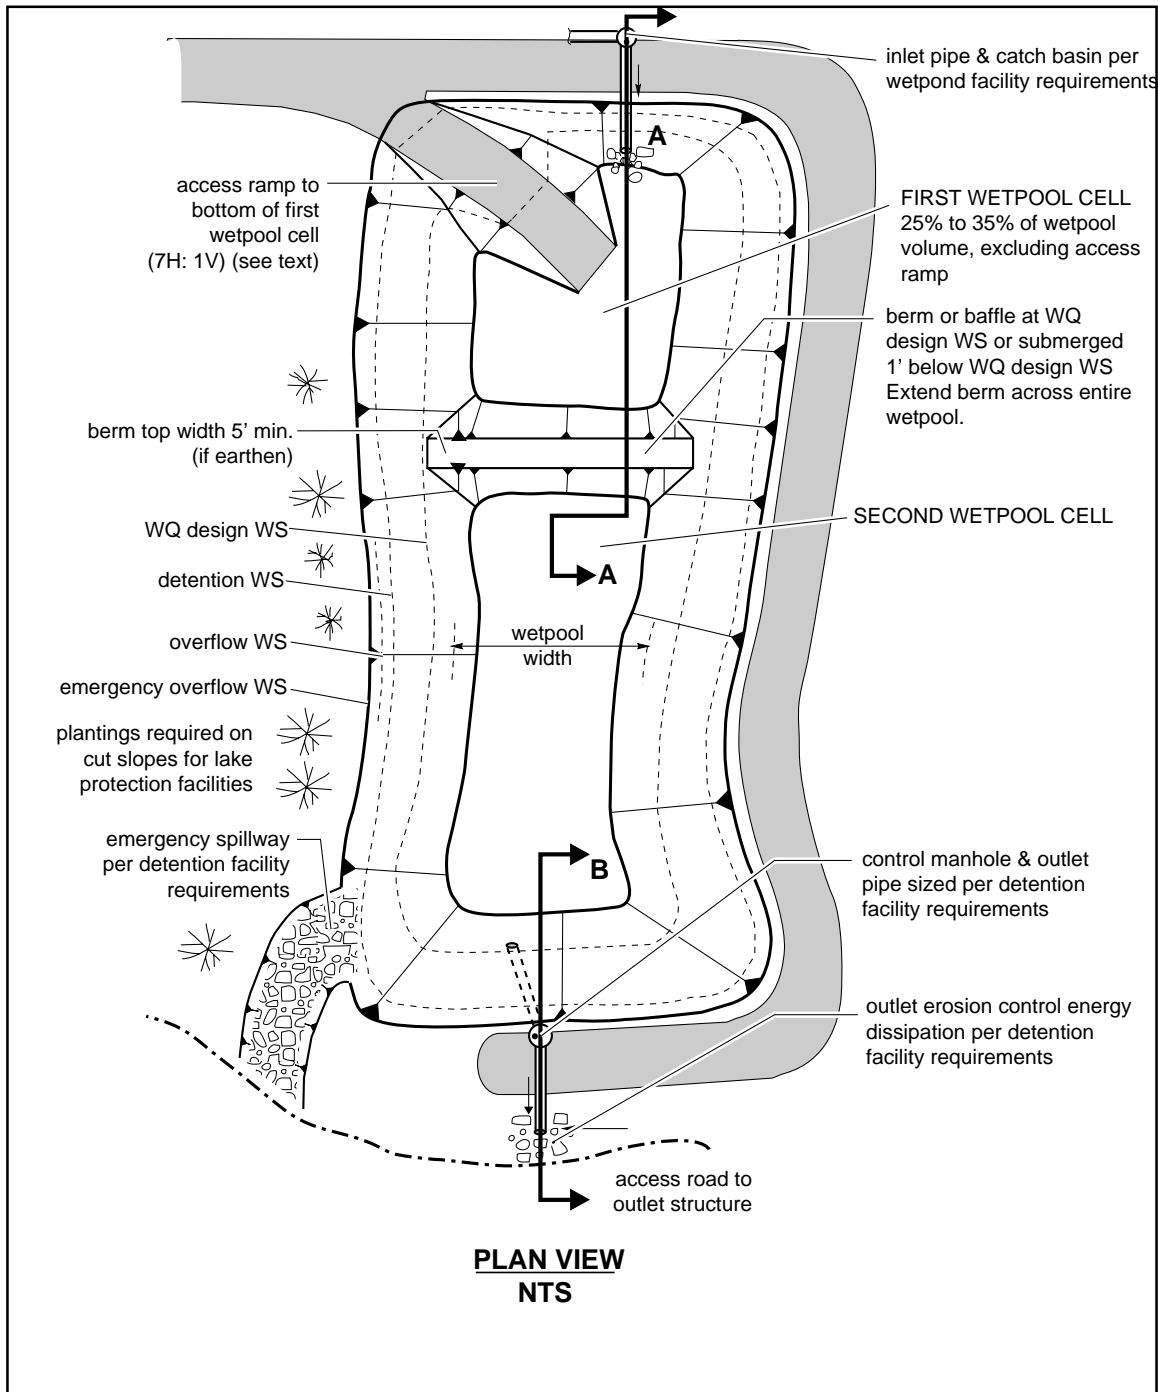 inlet pipe & catch basin per
wetpond facility requirements
A
access ramp to
bottom of first
wetpool cell
(7H: 1V) (see text)
FIRST WETPOOL CELL
25% to 35% of wetpool
volume, excluding access
ramp
berm or baffle at WQ
design WS or submerged
1’ below WQ design WS
Extend berm across entire
wetpool.
berm top width 5’ min.
(if earthen)
WQ design WS
SECOND WETPOOL CELL
detention WS
A
overflow WS
wetpool
width
emergency overflow WS
plantings required on
cut slopes for lake
protection facilities
emergency spillway
per detention facility
requirements
B
control manhole & outlet
pipe sized per detention
facility requirements
outlet erosion control energy
dissipation per detention
facility requirements
access road to
outlet structure
PLAN VIEW
NTS